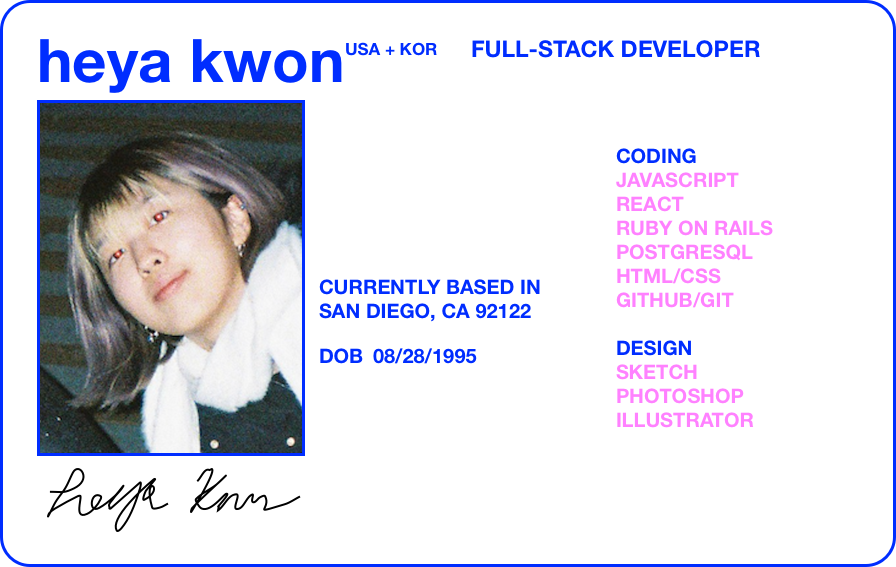 heya kwon USA + KOR FULL-STACK DEVELOPER
CURRENTLY BASED IN
SAN DIEGO, CA 92122
DOB 08/28/1995
CODING
JAVASCRIPT
REACT
RUBY ON RAILS
POSTGRESQL
HTML/CSS
GITHUB/GIT
DESIGN
SKETCH
PHOTOSHOP
ILLUSTRATOR
heya Kwon